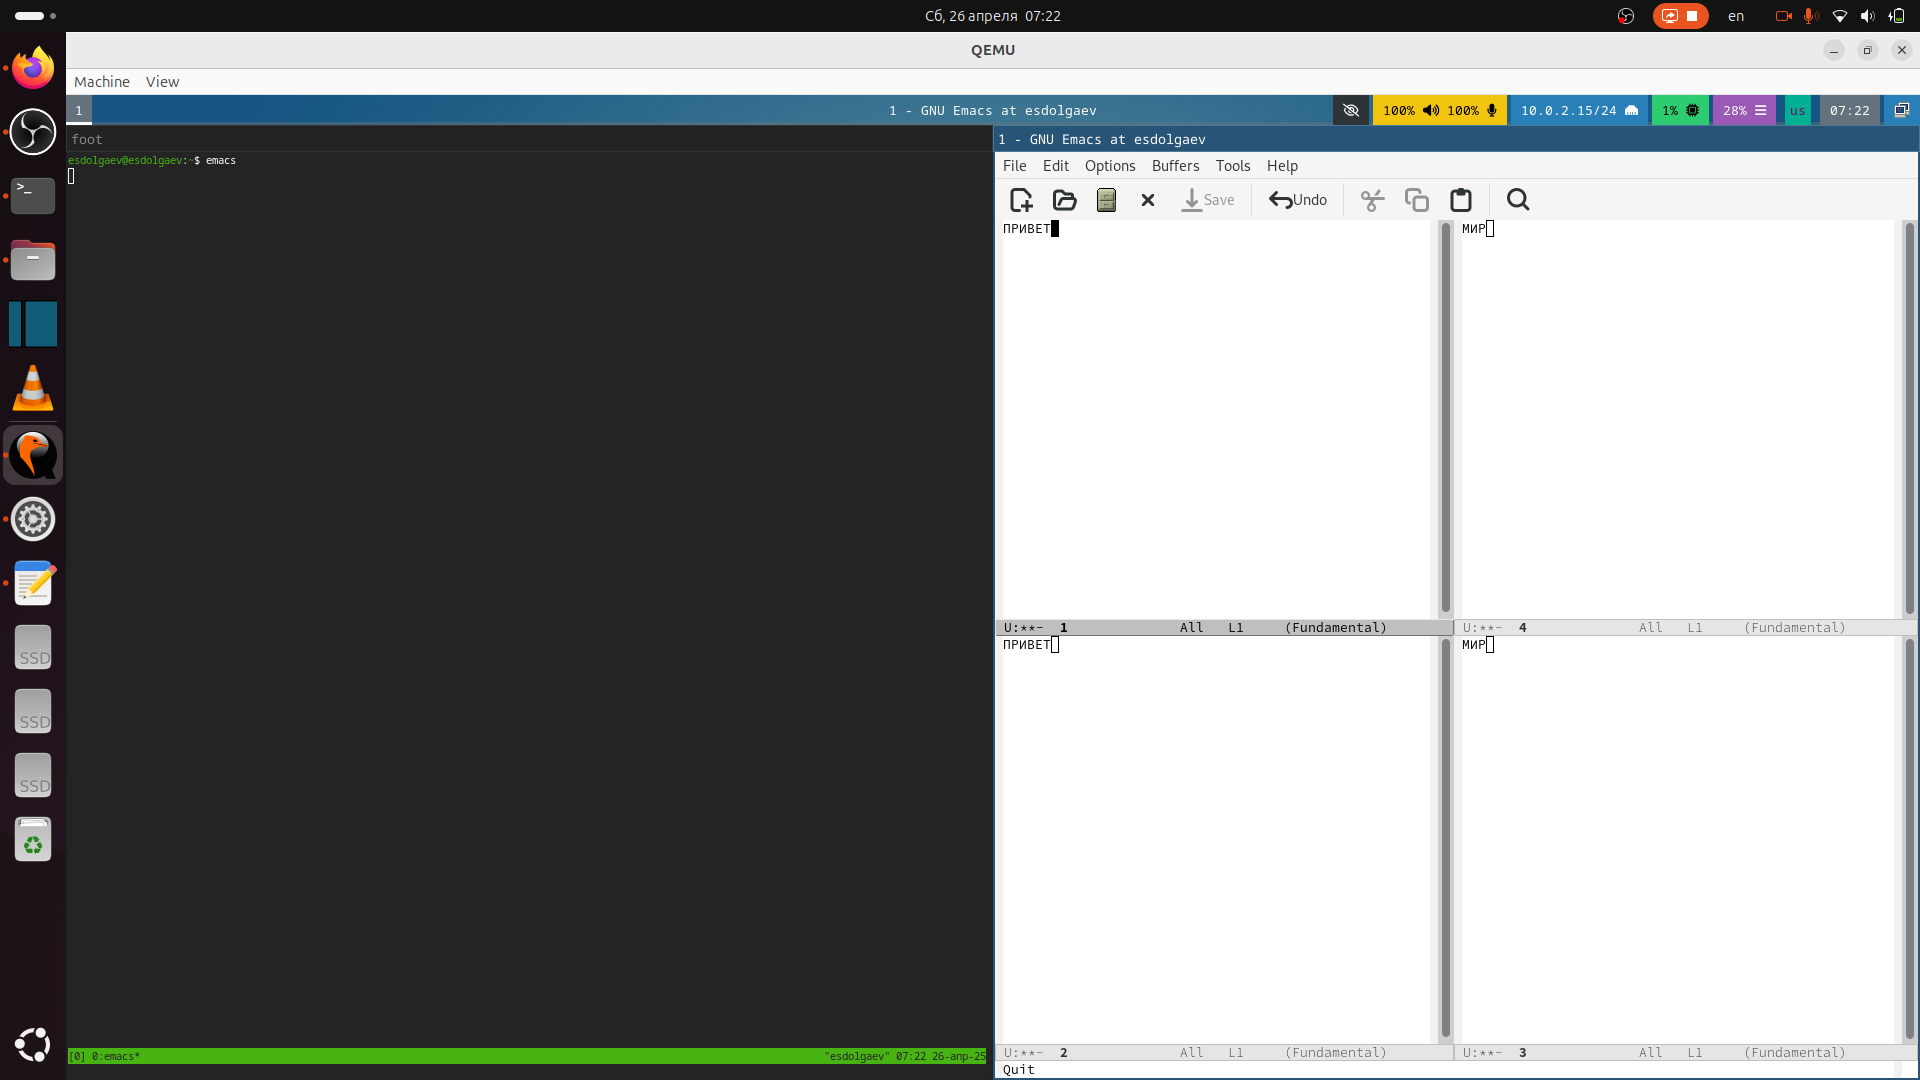 Сб, 26 апреля 07:22
en
QEMU
Machine View
1
1 - GNU Emacs at esdolgaev
100% 100%
10.0.2.15/24
1%
28%
us
07:22
foot
esdolgaev@esdolgaev:~$ emacs
1 - GNU Emacs at esdolgaev
File Edit Options Buffers Tools Help
Save
Undo
ПРИВЕТ
МИР
U:**- 1 All L1 (Fundamental)
U:**- 4 All L1 (Fundamental)
ПРИВЕТ
МИР
U:**- 2 All L1 (Fundamental)
U:**- 3 All L1 (Fundamental)
Quit
[0] 0:emacs*
"esdolgaev" 07:22 26-апр-25
>_
SSD
SSD
SSD